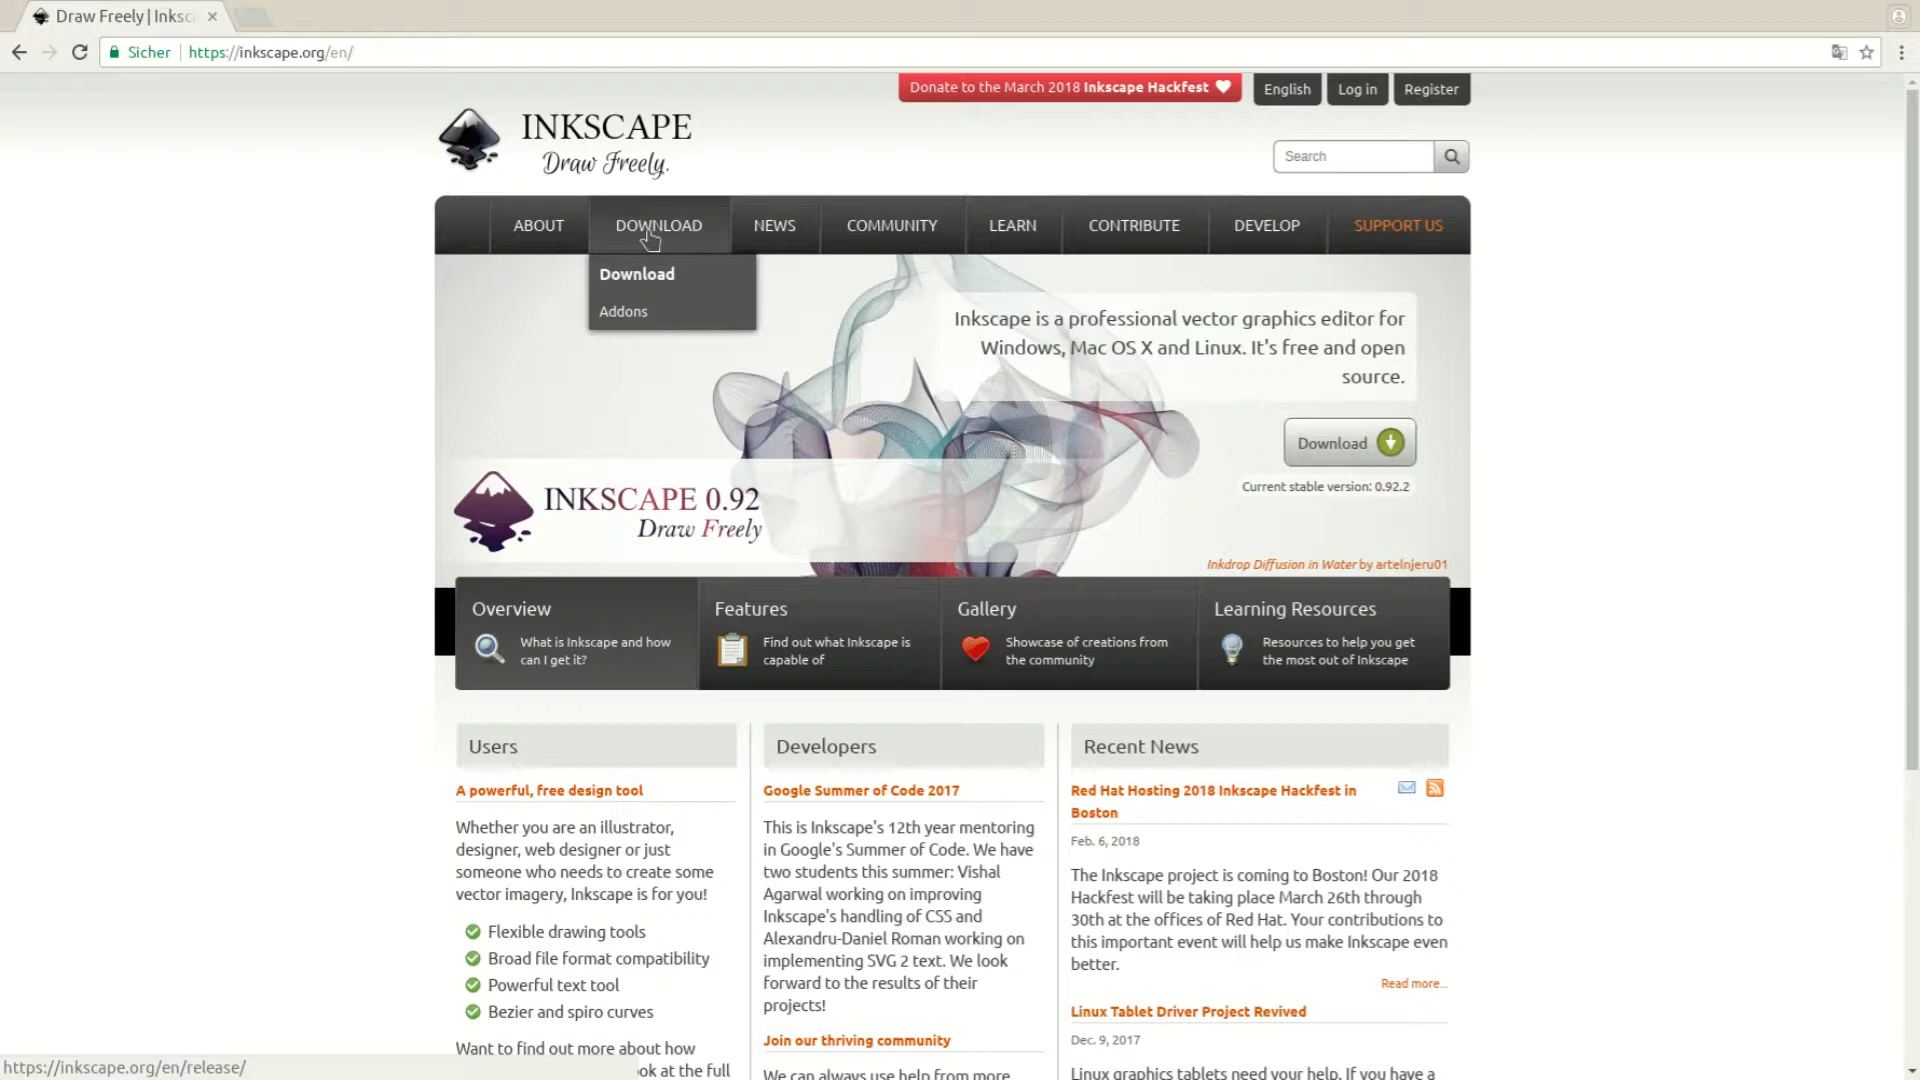 Draw Freely | Inksc
Sicher https://inkscape.org/en/
Donate to the March 2018 Inkscape Hackfest
English
Log in
Register
INKSCAPE
Draw Freely.
Search
ABOUT
DOWNLOAD
NEWS
COMMUNITY
LEARN
CONTRIBUTE
DEVELOP
SUPPORT US
Download
Addons
Inkscape is a professional vector graphics editor for
Windows, Mac OS X and Linux. It's free and open
source.
Download
Current stable version: 0.92.2
INKSCAPE 0.92
Draw Freely
Inkdrop Diffusion in Water by artelnjeru01
Overview
What is Inkscape and how
can I get it?
Features
Find out what Inkscape is
capable of
Gallery
Showcase of creations from
the community
Learning Resources
Resources to help you get
the most out of Inkscape
Users
A powerful, free design tool
Whether you are an illustrator,
designer, web designer or just
someone who needs to create some
vector imagery, Inkscape is for you!
Flexible drawing tools
Broad file format compatibility
Powerful text tool
Bezier and spiro curves
Want to find out more about how
ok at the full
Developers
Google Summer of Code 2017
This is Inkscape's 12th year mentoring
in Google's Summer of Code. We have
two students this summer: Vishal
Agarwal working on improving
Inkscape's handling of CSS and
Alexandru-Daniel Roman working on
implementing SVG 2 text. We look
forward to the results of their
projects!
Join our thriving community
We can always use help from more
Recent News
Red Hat Hosting 2018 Inkscape Hackfest in
Boston
Feb. 6, 2018
The Inkscape project is coming to Boston! Our 2018
Hackfest will be taking place March 26th through
30th at the offices of Red Hat. Your contributions to
this important event will help us make Inkscape even
better.
Read more...
Linux Tablet Driver Project Revived
Dec. 9, 2017
Linux graphics tablets need your help. If you have a
https://inkscape.org/en/release/